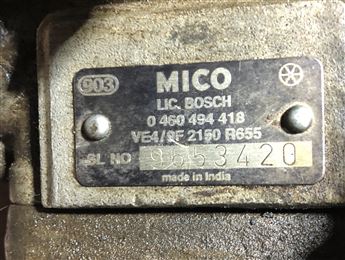 903 MICO
LIC. BOSCH
0 460 494 418
VE4/9F 2150 R655
SL NO 9653420
made in India